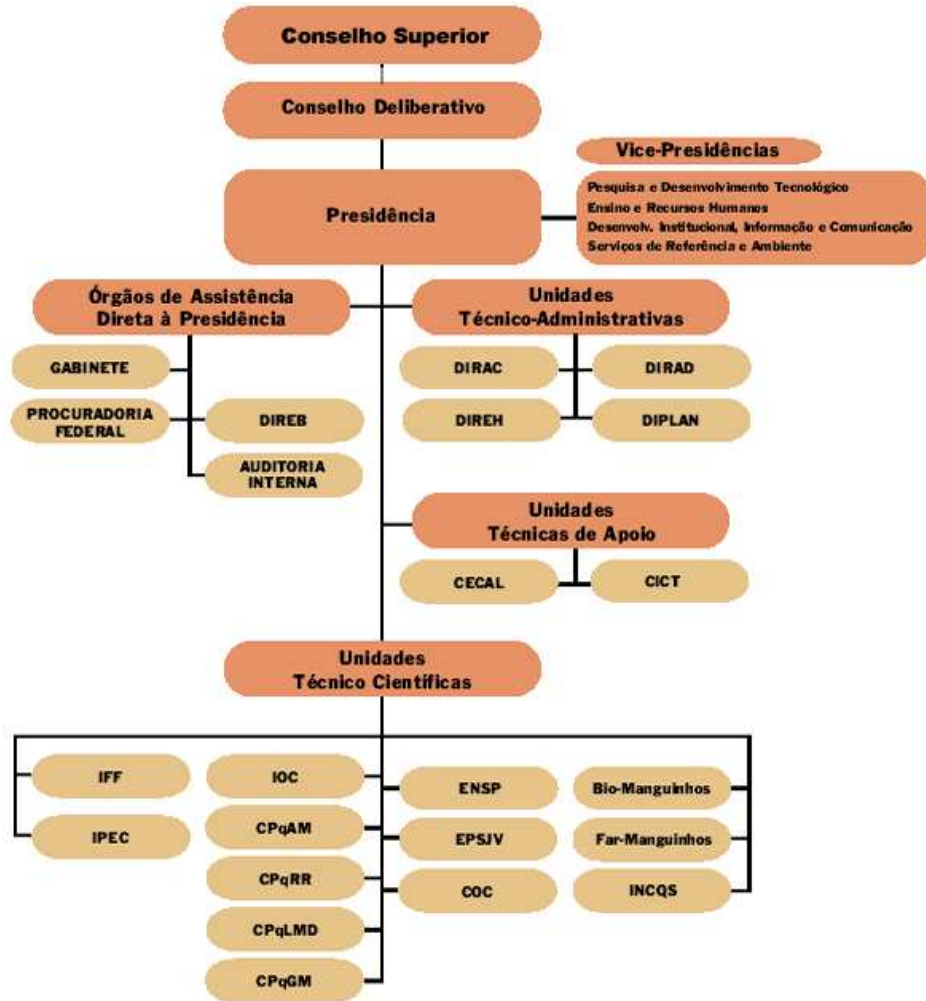 Conselho Superior
Conselho Deliberativo
Presidência
Vice-Presidências
Pesquisa e Desenvolvimento Tecnológico
Ensino e Recursos Humanos
Desenvolv. Institucional, Informação e Comunicação
Serviços de Referência e Ambiente
Órgãos de Assistência
Direta à Presidência
GABINETE
PROCURADORIA
FEDERAL
DIREB
AUDITORIA
INTERNA
Unidades
Técnico-Administrativas
DIRAC
DIRAD
DIREH
DIPLAN
Unidades
Técnicas de Apoio
CECAL
CICT
Unidades
Técnico Científicas
IFF
IPEC
IOC
CPqAM
CPqRR
CPqLMD
CPqGM
ENSP
EPSJV
COC
Bio-Manguinhos
Far-Manguinhos
INCQS